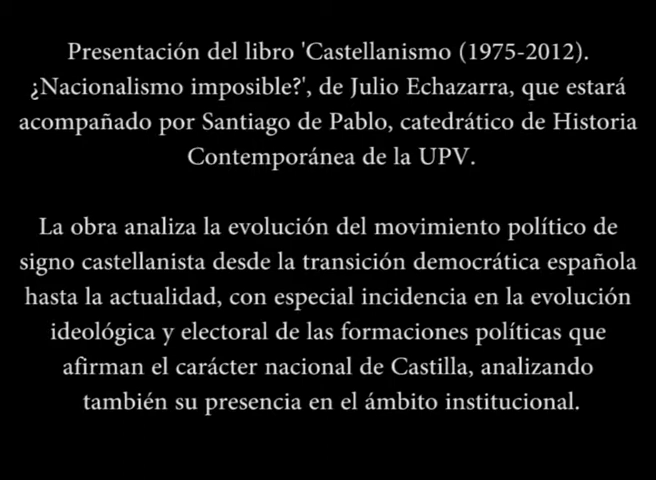 Presentación del libro 'Castellanismo (1975-2012).
¿Nacionalismo imposible?', de Julio Echazarra, que estará
acompañado por Santiago de Pablo, catedrático de Historia
Contemporánea de la UPV.
La obra analiza la evolución del movimiento político de
signo castellanista desde la transición democrática española
hasta la actualidad, con especial incidencia en la evolución
ideológica y electoral de las formaciones políticas que
afirman el carácter nacional de Castilla, analizando
también su presencia en el ámbito institucional.